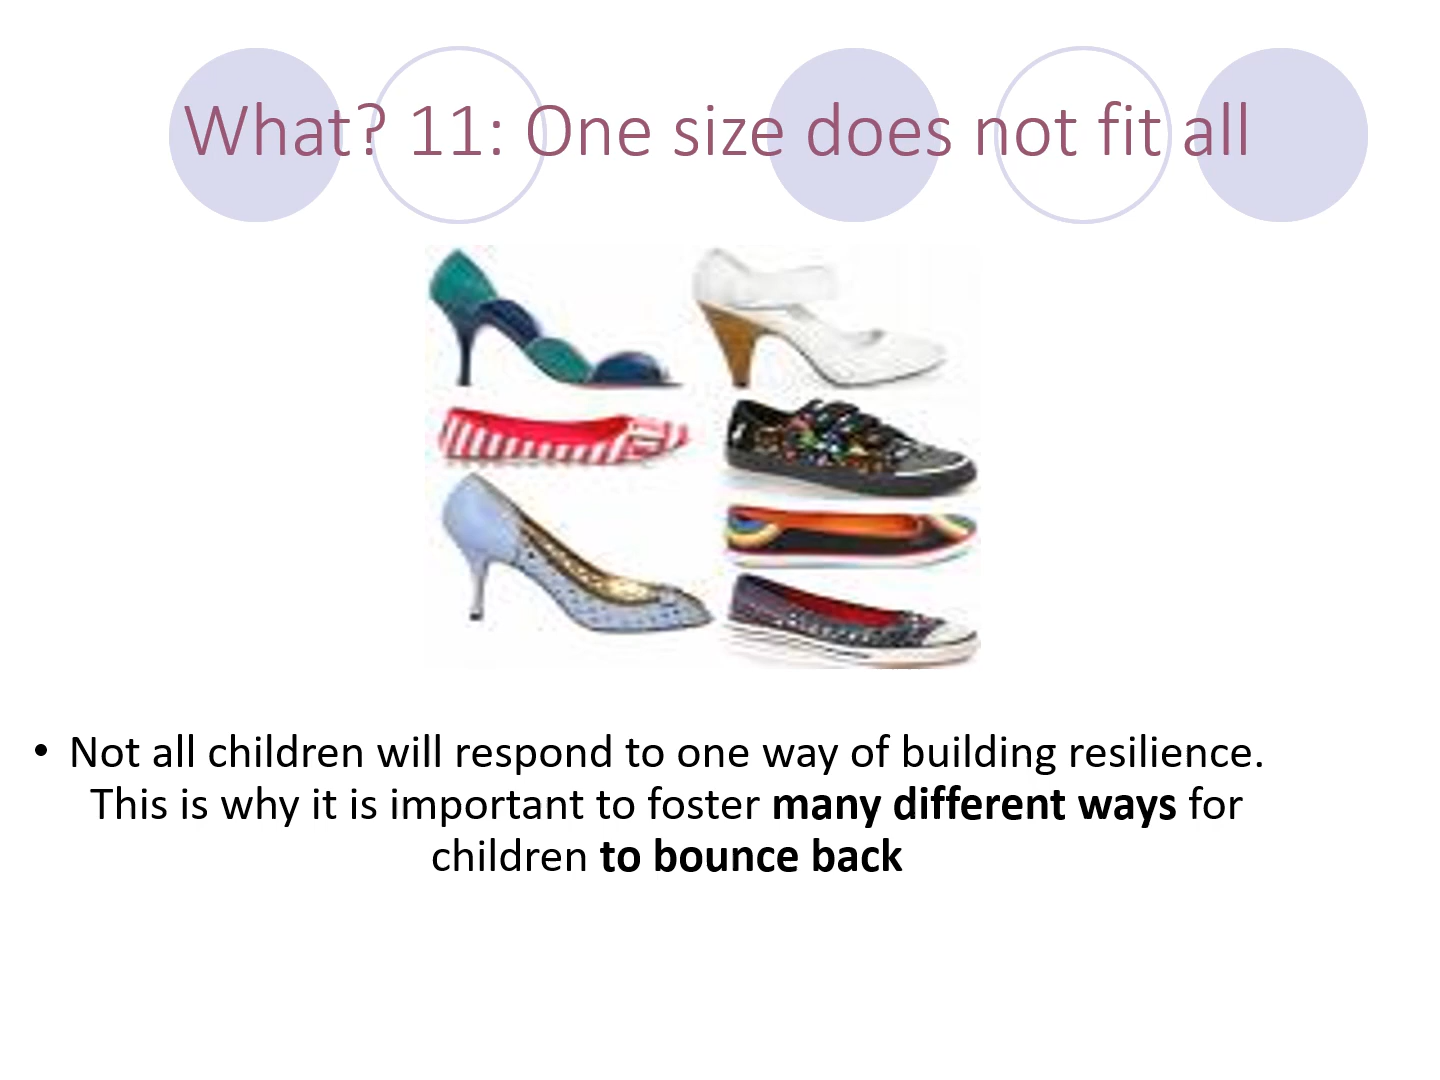 What? 11: One size does not fit all
• Not all children will respond to one way of building resilience.
This is why it is important to foster many different ways for
children to bounce back